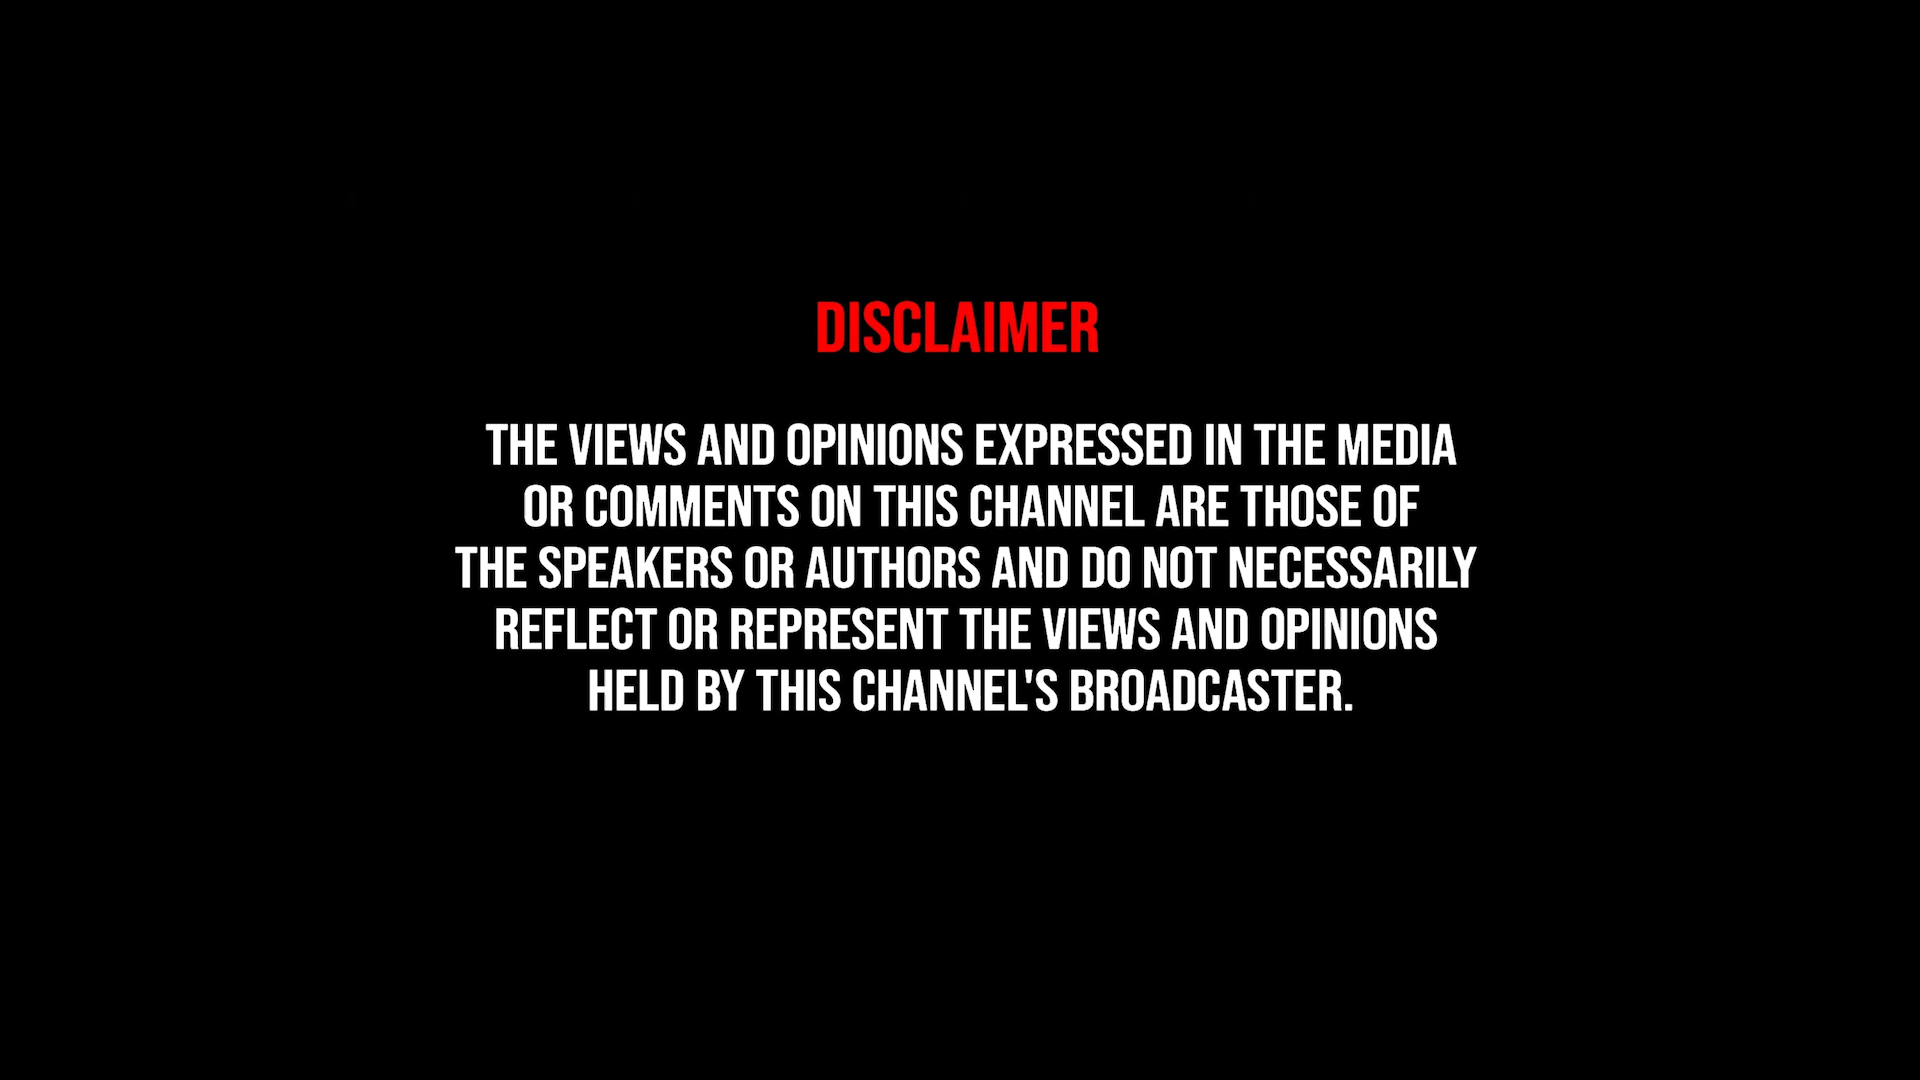 DISCLAIMER
THE VIEWS AND OPINIONS EXPRESSED IN THE MEDIA
OR COMMENTS ON THIS CHANNEL ARE THOSE OF
THE SPEAKERS OR AUTHORS AND DO NOT NECESSARILY
REFLECT OR REPRESENT THE VIEWS AND OPINIONS
HELD BY THIS CHANNEL'S BROADCASTER.